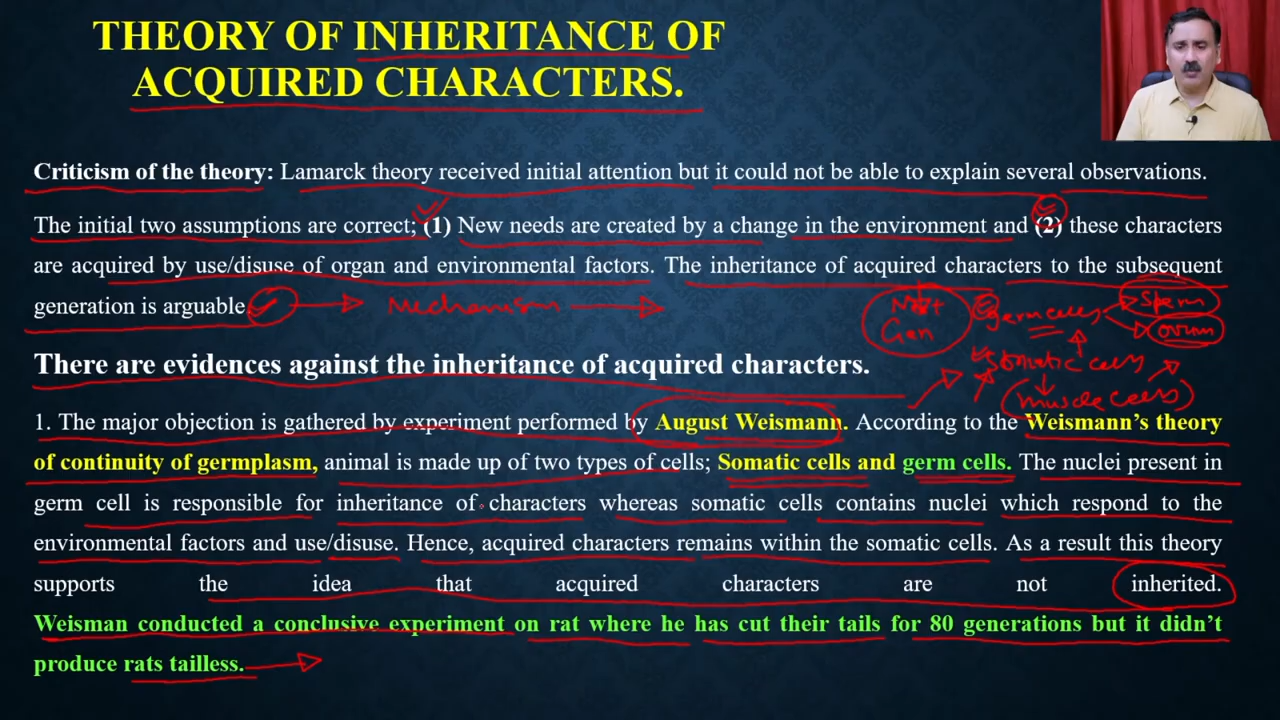 THEORY OF INHERITANCE OF
ACQUIRED CHARACTERS.
Criticism of the theory: Lamarck theory received initial attention but it could not be able to explain several observations.
The initial two assumptions are correct; (1) New needs are created by a change in the environment and (2) these characters
are acquired by use/disuse of organ and environmental factors. The inheritance of acquired characters to the subsequent
generation is arguable.
Mechanism
Next
Gen
germ cells
Sperm
ovum
Somatic cells
(muscle cells)
There are evidences against the inheritance of acquired characters.
1. The major objection is gathered by experiment performed by August Weismann. According to the Weismann’s theory
of continuity of germplasm, animal is made up of two types of cells; Somatic cells and germ cells. The nuclei present in
germ cell is responsible for inheritance of characters whereas somatic cells contains nuclei which respond to the
environmental factors and use/disuse. Hence, acquired characters remains within the somatic cells. As a result this theory
supports the idea that acquired characters are not inherited.
Weisman conducted a conclusive experiment on rat where he has cut their tails for 80 generations but it didn’t
produce rats tailless.